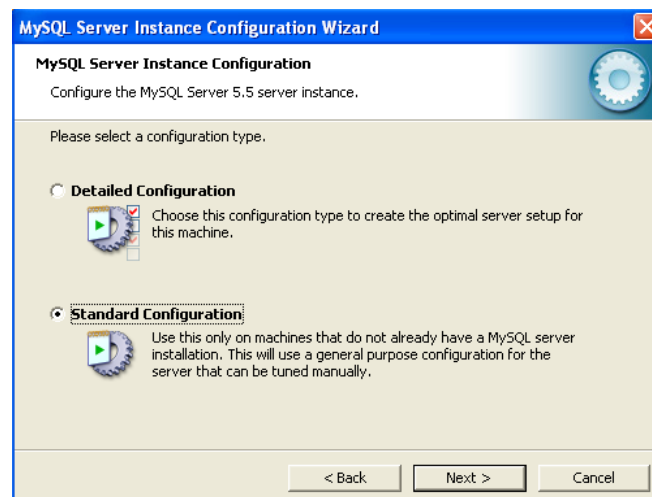 MySQL Server Instance Configuration Wizard
MySQL Server Instance Configuration
Configure the MySQL Server 5.5 server instance.
Please select a configuration type.
Detailed Configuration
Choose this configuration type to create the optimal server setup for
this machine.
Standard Configuration
Use this only on machines that do not already have a MySQL server
installation. This will use a general purpose configuration for the
server that can be tuned manually.
< Back Next > Cancel